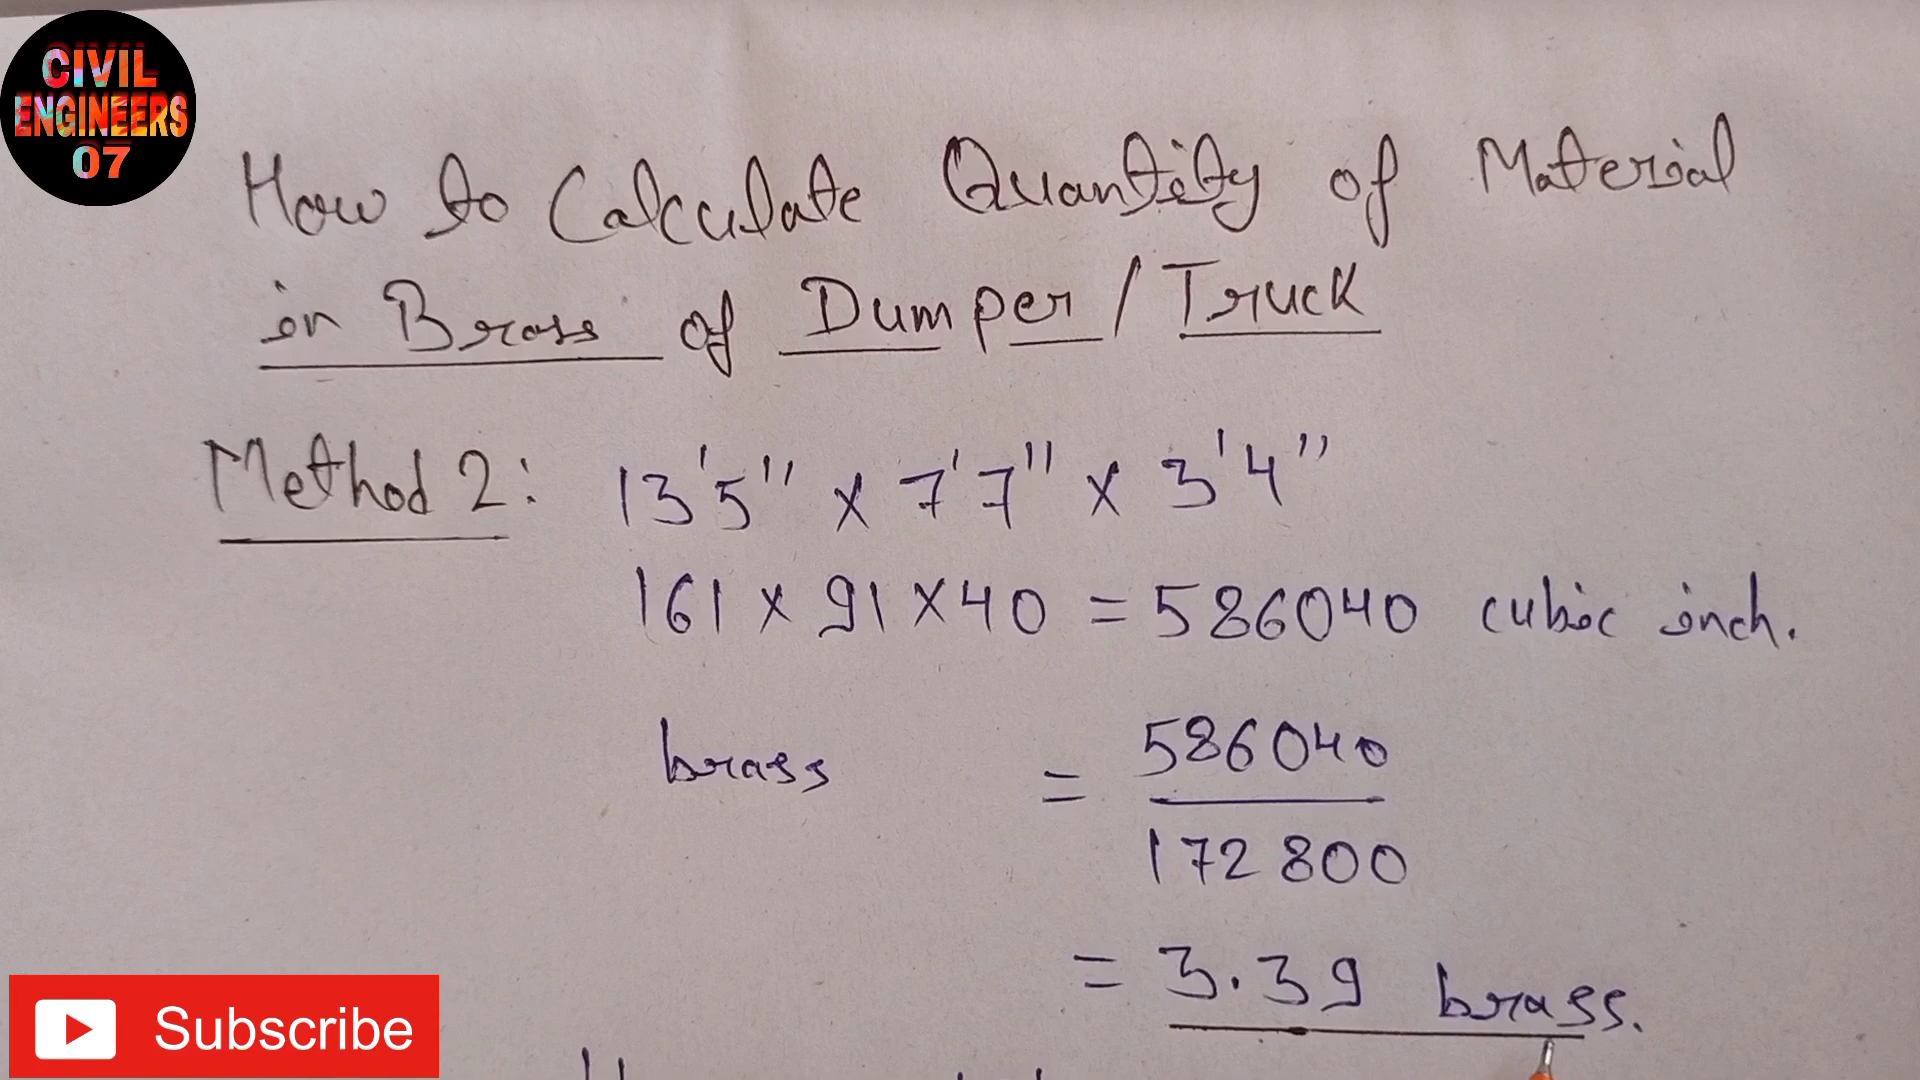 CIVIL
ENGINEERS
07
How to Calculate Quantity of Material
in Brass of Dumper / Truck
Method 2: 13'5" x 7'7" x 3'4"
161 x 91 x 40 = 586040 cubic inch.
brass = 586040
172800
= 3.39 brass.
Subscribe